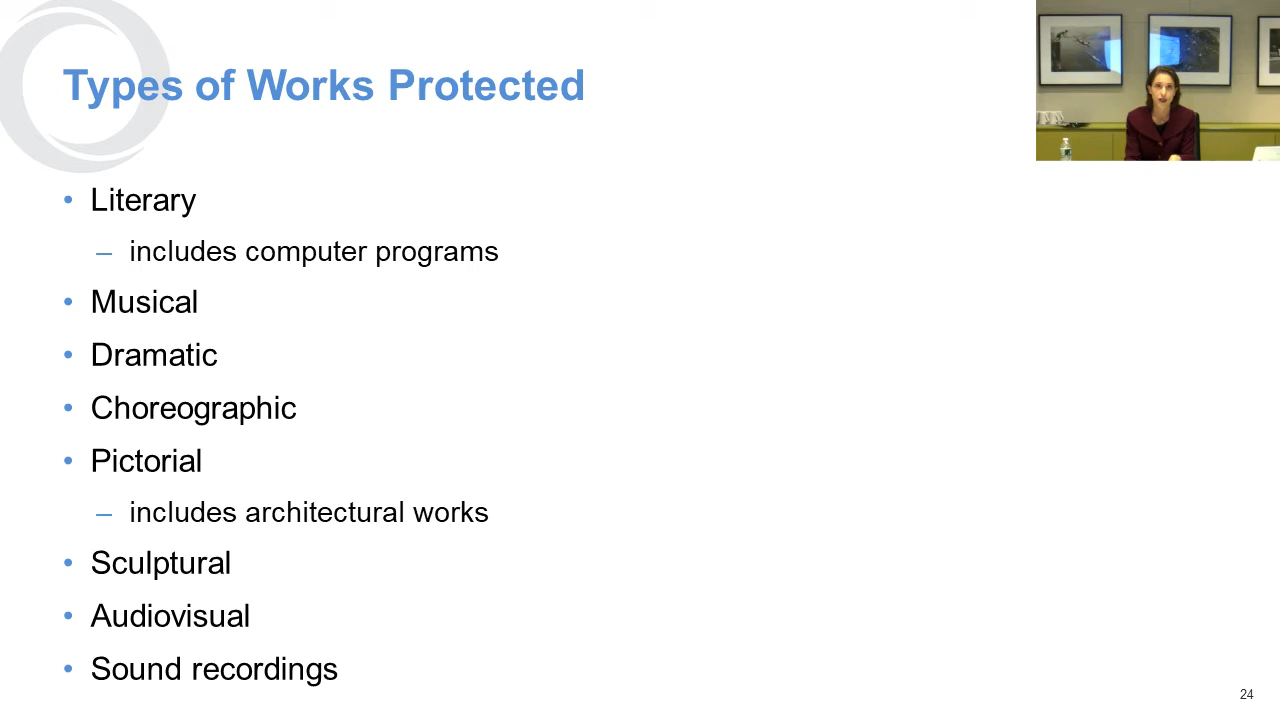 Types of Works Protected
• Literary
– includes computer programs
• Musical
• Dramatic
• Choreographic
• Pictorial
– includes architectural works
• Sculptural
• Audiovisual
• Sound recordings
24